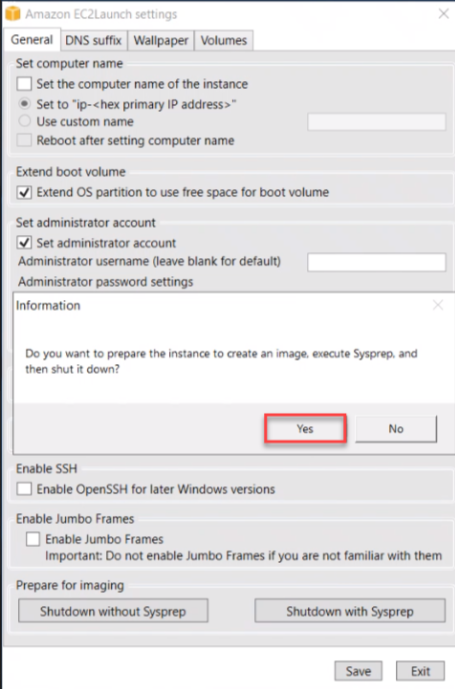 Amazon EC2Launch settings
General DNS suffix Wallpaper Volumes
Set computer name
Set the computer name of the instance
Set to "ip-<hex primary IP address>"
Use custom name
Reboot after setting computer name
Extend boot volume
Extend OS partition to use free space for boot volume
Set administrator account
Set administrator account
Administrator username (leave blank for default)
Administrator password settings
Information
Do you want to prepare the instance to create an image, execute Sysprep, and
then shut it down?
Yes No
Enable SSH
Enable OpenSSH for later Windows versions
Enable Jumbo Frames
Enable Jumbo Frames
Important: Do not enable Jumbo Frames if you are not familiar with them
Prepare for imaging
Shutdown without Sysprep Shutdown with Sysprep
Save Exit